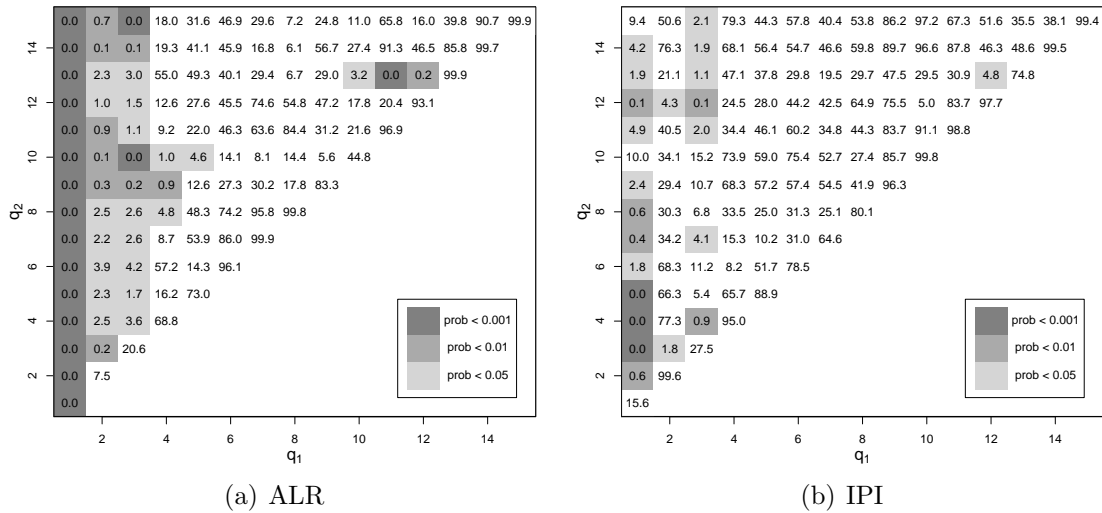 0.0 0.7 0.0 18.0 31.6 46.9 29.6 7.2 24.8 11.0 65.8 16.0 39.8 90.7 99.9
14 0.0 0.1 0.1 19.3 41.1 45.9 16.8 6.1 56.7 27.4 91.3 46.5 85.8 99.7
0.0 2.3 3.0 55.0 49.3 40.1 29.4 6.7 29.0 3.2 0.0 0.2 99.9
12 0.0 1.0 1.5 12.6 27.6 45.5 74.6 54.8 47.2 17.8 20.4 93.1
0.0 0.9 1.1 9.2 22.0 46.3 63.6 84.4 31.2 21.6 96.9
10 0.0 0.1 0.0 1.0 4.6 14.1 8.1 14.4 5.6 44.8
0.0 0.3 0.2 0.9 12.6 27.3 30.2 17.8 83.3
q₂
8 0.0 2.5 2.6 4.8 48.3 74.2 95.8 99.8
0.0 2.2 2.6 8.7 53.9 86.0 99.9
6 0.0 3.9 4.2 57.2 14.3 96.1
0.0 2.3 1.7 16.2 73.0
4 0.0 2.5 3.6 68.8
0.0 0.2 20.6
2 0.0 7.5
0.0
prob < 0.001
prob < 0.01
prob < 0.05
2 4 6 8 10 12 14
q₁
(a) ALR
9.4 50.6 2.1 79.3 44.3 57.8 40.4 53.8 86.2 97.2 67.3 51.6 35.5 38.1 99.4
14 4.2 76.3 1.9 68.1 56.4 54.7 46.6 59.8 89.7 96.6 87.8 46.3 48.6 99.5
1.9 21.1 1.1 47.1 37.8 29.8 19.5 29.7 47.5 29.5 30.9 4.8 74.8
12 0.1 4.3 0.1 24.5 28.0 44.2 42.5 64.9 75.5 5.0 83.7 97.7
4.9 40.5 2.0 34.4 46.1 60.2 34.8 44.3 83.7 91.1 98.8
10 10.0 34.1 15.2 73.9 59.0 75.4 52.7 27.4 85.7 99.8
2.4 29.4 10.7 68.3 57.2 57.4 54.5 41.9 96.3
q₂
8 0.6 30.3 6.8 33.5 25.0 31.3 25.1 80.1
0.4 34.2 4.1 15.3 10.2 31.0 64.6
6 1.8 68.3 11.2 8.2 51.7 78.5
0.0 66.3 5.4 65.7 88.9
4 0.0 77.3 0.9 95.0
0.0 1.8 27.5
2 0.6 99.6
15.6
prob < 0.001
prob < 0.01
prob < 0.05
2 4 6 8 10 12 14
q₁
(b) IPI